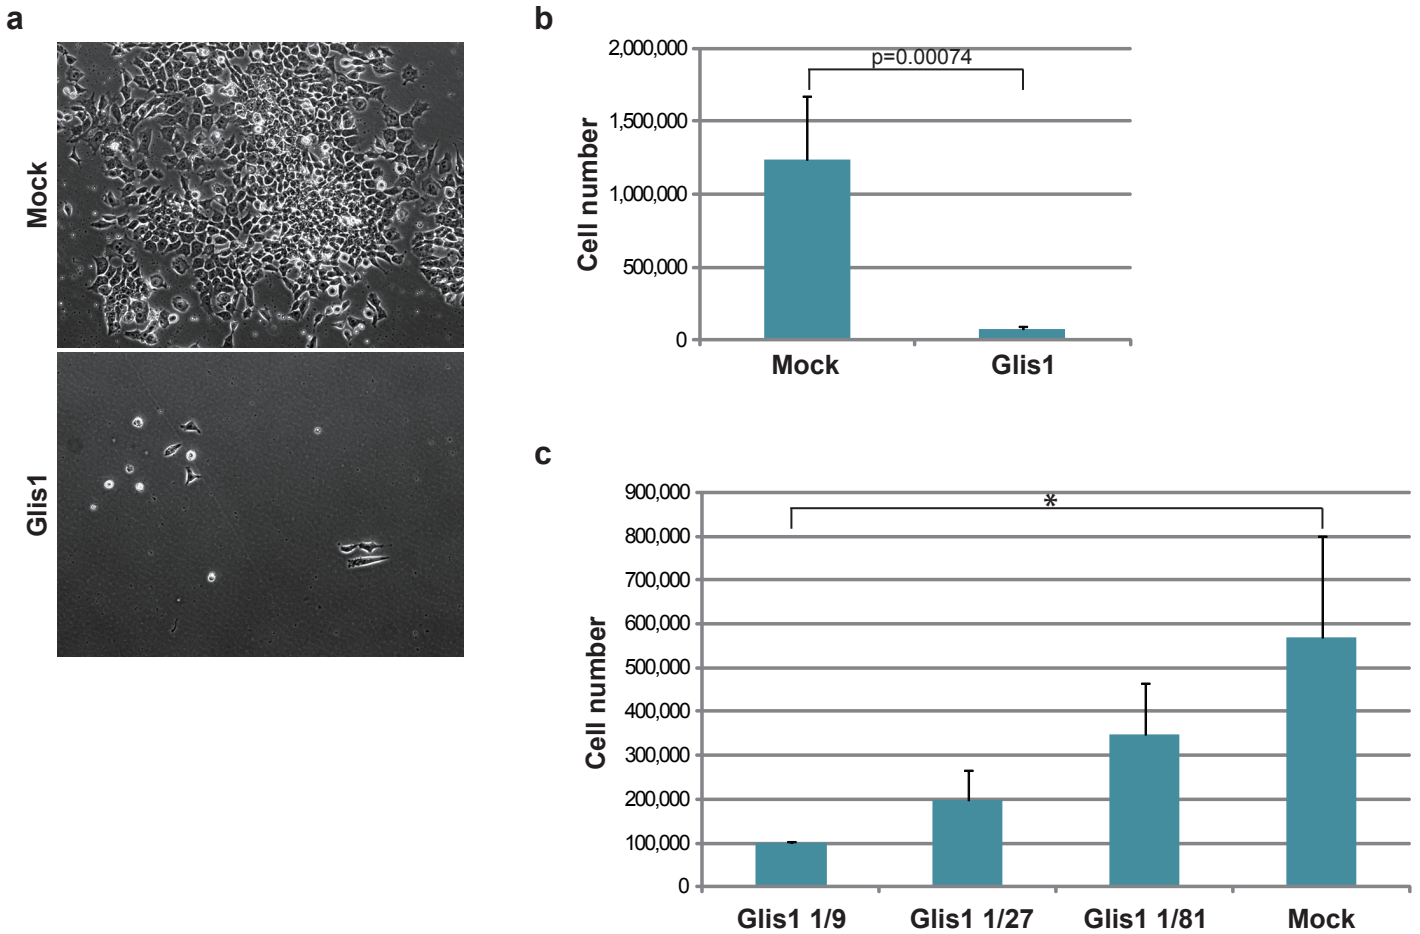 a
Mock
Glis1
b
Cell number
2,000,000
1,500,000
1,000,000
500,000
0
p=0.00074
Mock
Glis1
c
Cell number
900,000
800,000
700,000
600,000
500,000
400,000
300,000
200,000
100,000
0
*
Glis1 1/9
Glis1 1/27
Glis1 1/81
Mock